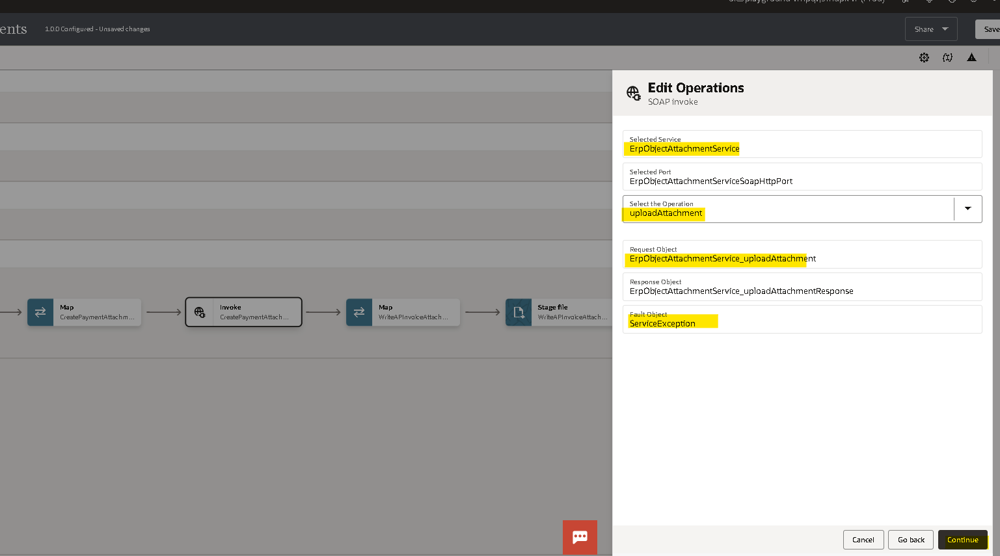 ents
1.0.0 Configured - Unsaved changes
Share
Save
Edit Operations
SOAP invoke
Selected Service
ErpObjectAttachmentService
Selected Port
ErpObjectAttachmentServiceSoapHttpPort
Select the Operation
uploadAttachment
Request Object
ErpObjectAttachmentService_uploadAttachment
Response Object
ErpObjectAttachmentService_uploadAttachmentResponse
Fault Object
ServiceException
Map
CreatePaymentAttachm...
Invoke
CreatePaymentAttach...
Map
WriteAPInvoiceAttach...
Stage file
WriteAPInvoiceAttach...
Cancel
Go back
Continue